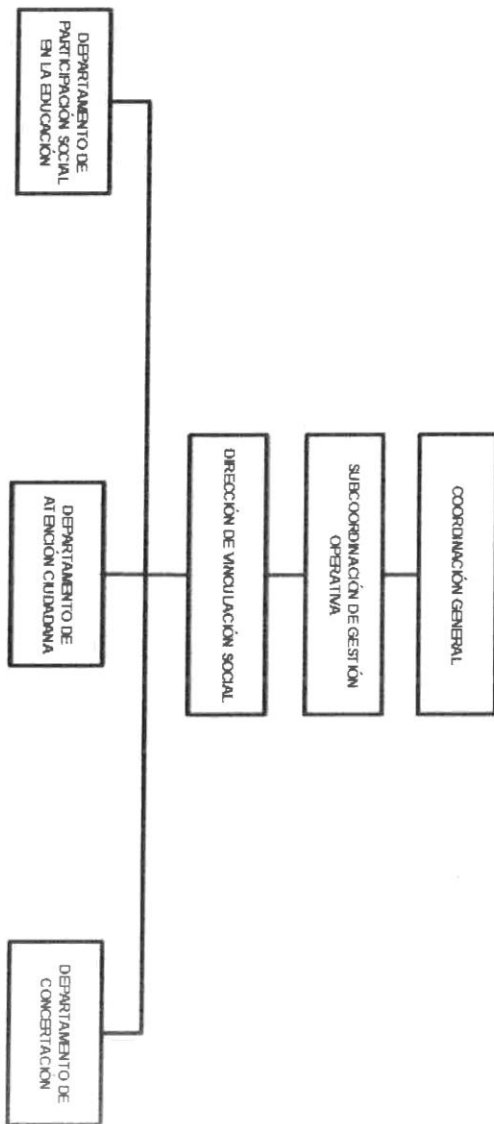 COORDINACIÓN GENERAL
SUBCOORDINACIÓN DE GESTIÓN
OPERATIVA
DIRECCIÓN DE VINCULACIÓN SOCIAL
DEPARTAMENTO DE
PARTICIPACIÓN SOCIAL
EN LA EDUCACIÓN
DEPARTAMENTO DE
ATENCIÓN CIUDADANA
DEPARTAMENTO DE
CONCERTACIÓN